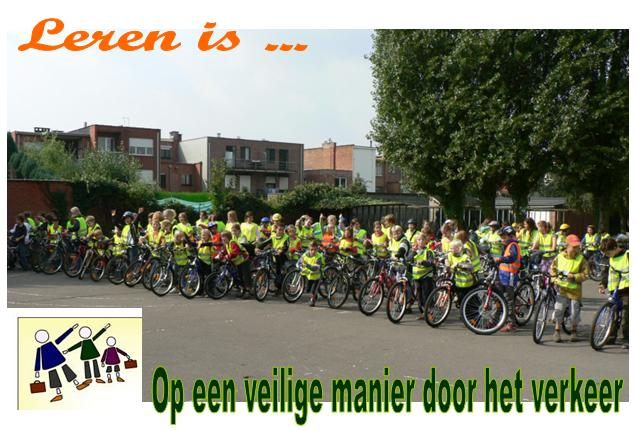 Leren is ...
Op een veilige manier door het verkeer